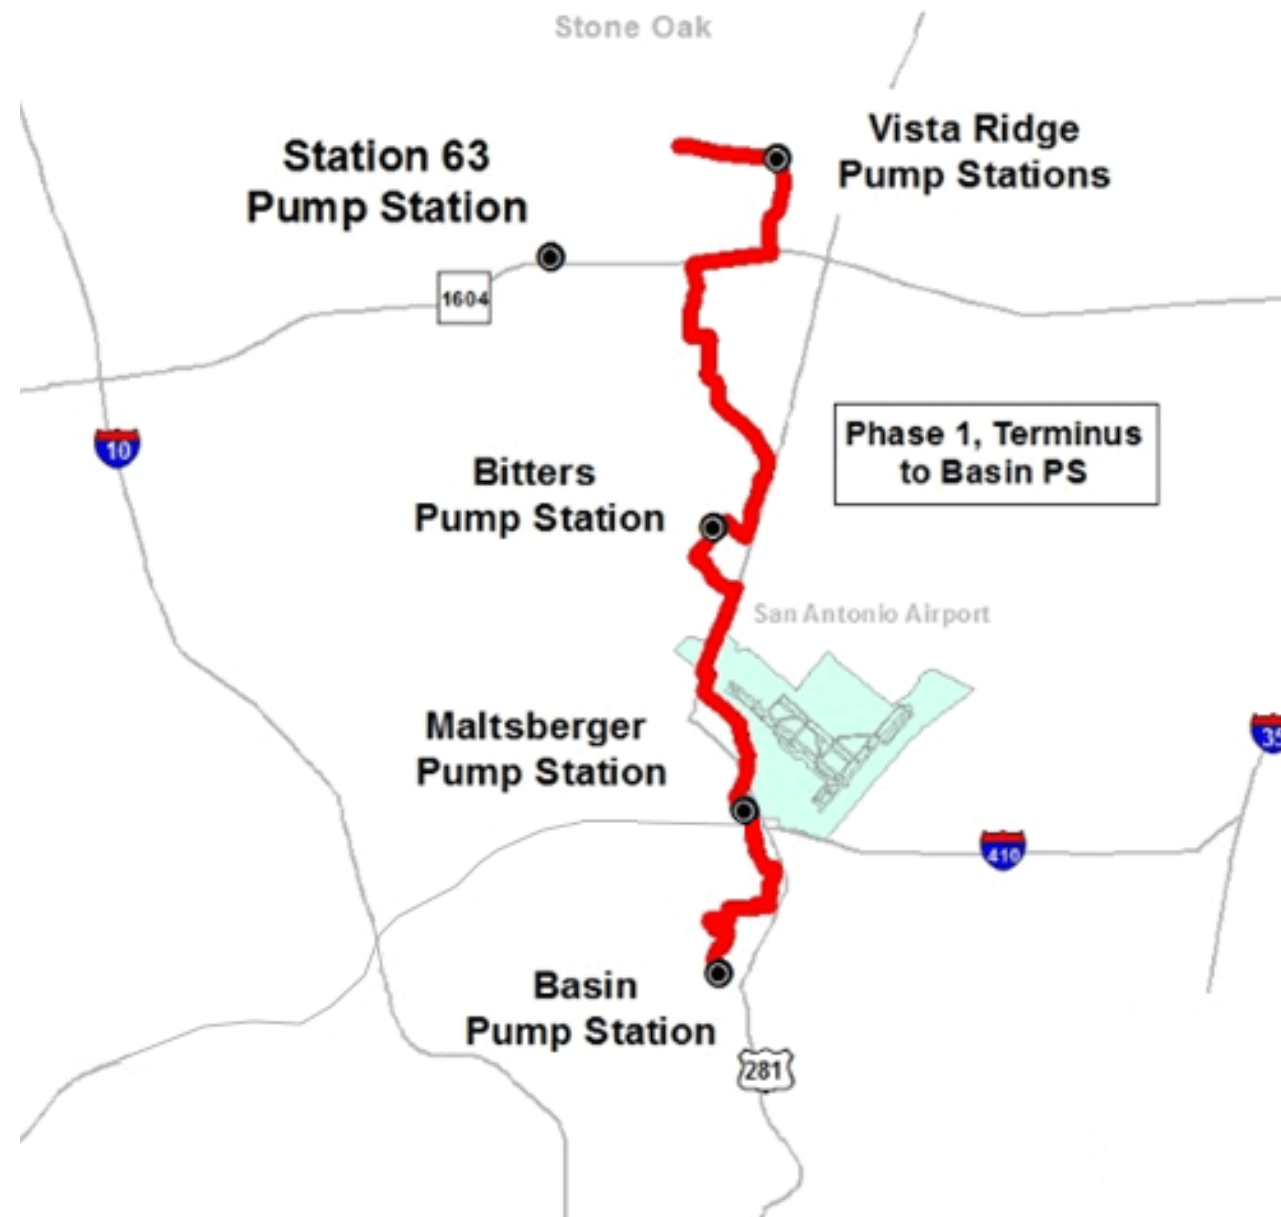 Stone Oak
Vista Ridge
Pump Stations
Station 63
Pump Station
1604
10
Phase 1, Terminus
to Basin PS
Bitters
Pump Station
San Antonio Airport
Maltsberger
Pump Station
35
410
Basin
Pump Station
281